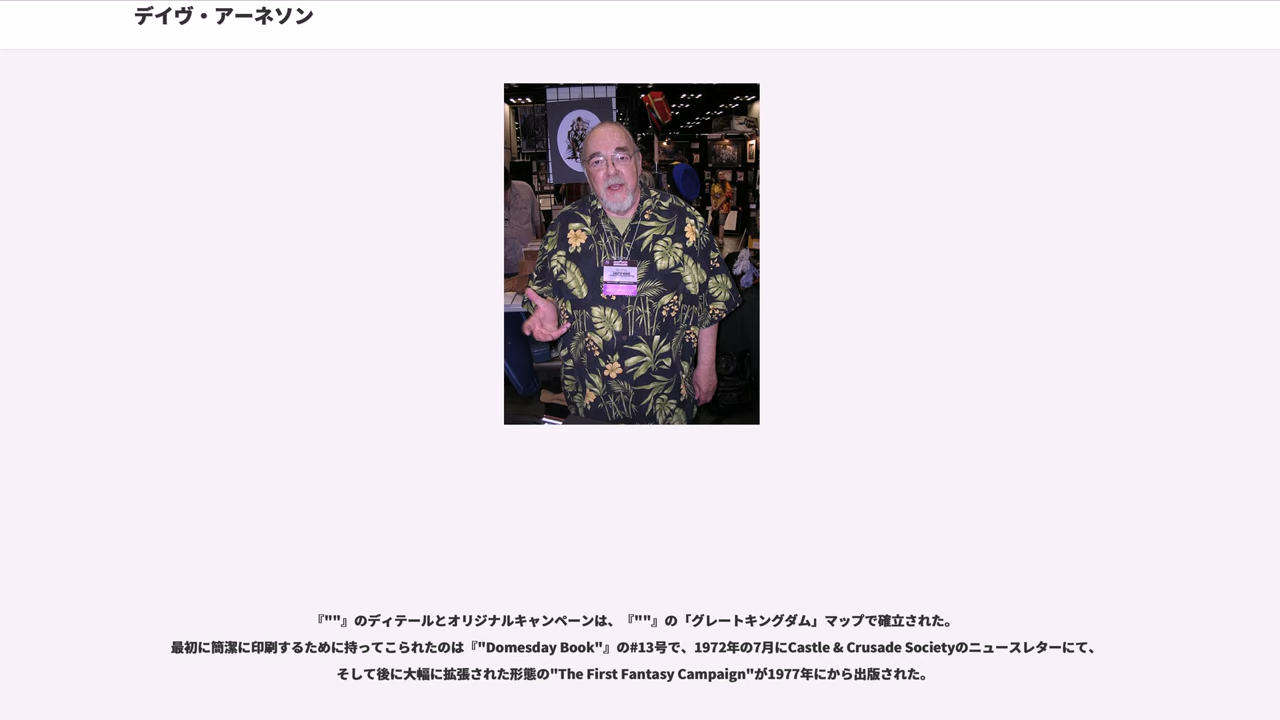 デイヴ・アーネソン
『""』のディテールとオリジナルキャンペーンは、『""』の「グレートキングダム」マップで確立された。
最初に簡潔に印刷するために持ってこられたのは『"Domesday Book"』の#13号で、1972年の7月にCastle & Crusade Societyのニュースレターにて、
そして後に大幅に拡張された形態の"The First Fantasy Campaign"が1977年にから出版された。